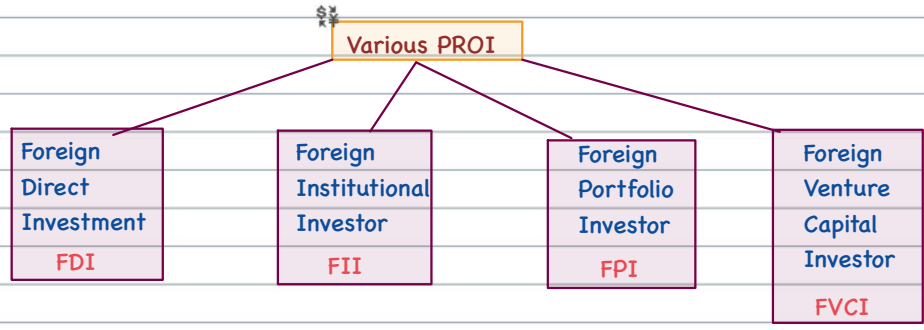 Various PROI
Foreign
Direct
Investment
FDI
Foreign
Institutional
Investor
FII
Foreign
Portfolio
Investor
FPI
Foreign
Venture
Capital
Investor
FVCI